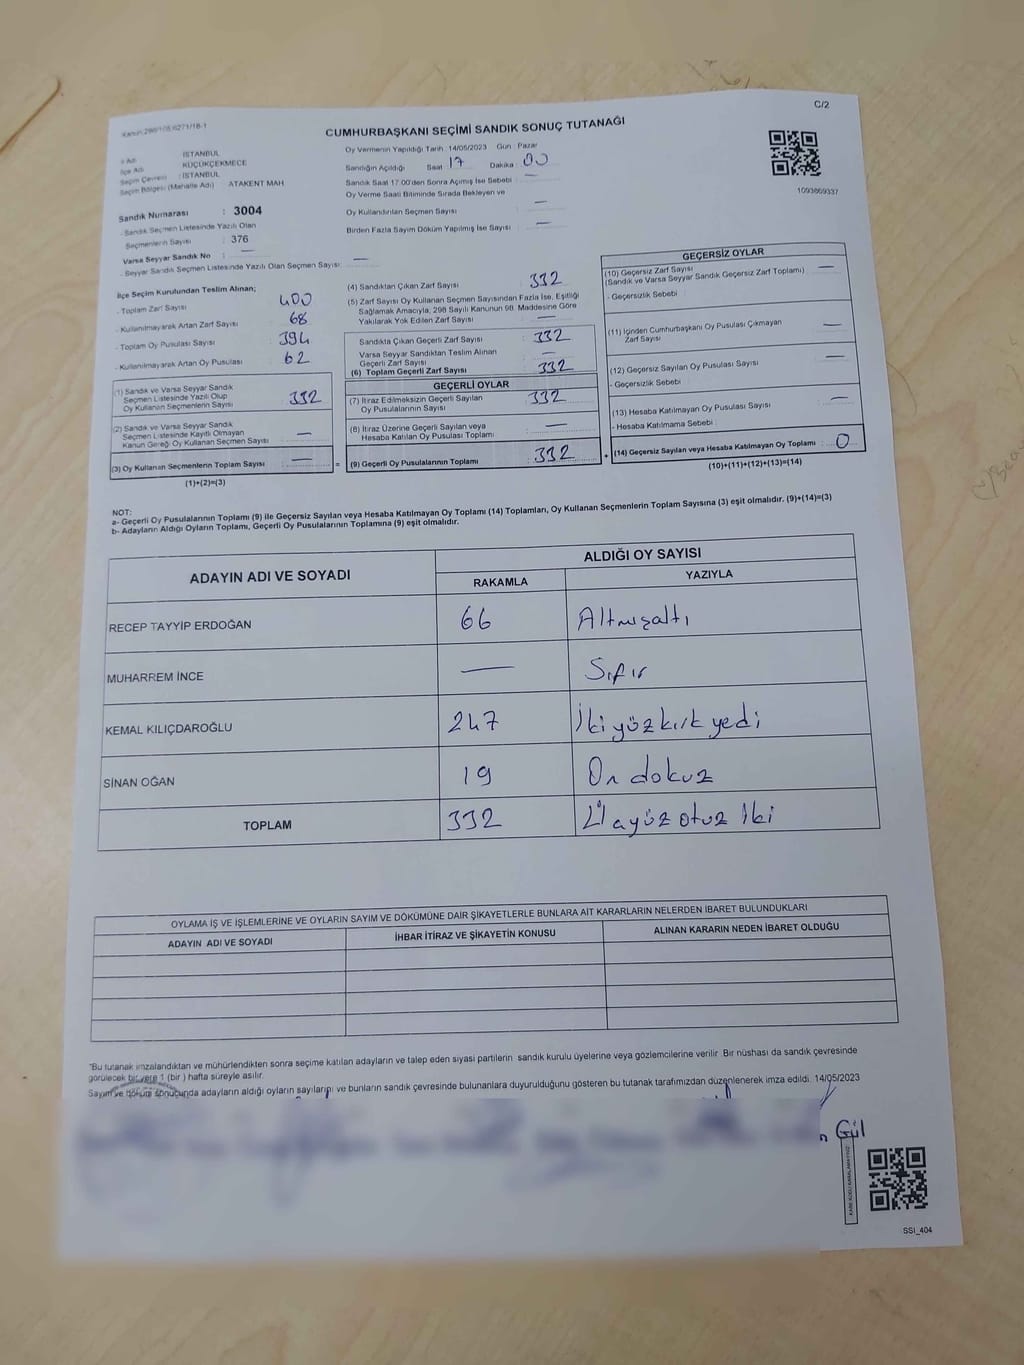 Kanun:298/105,6271/18-1
C/2
CUMHURBAŞKANI SEÇİMİ SANDIK SONUÇ TUTANAĞI
İl Adı : İSTANBUL
İlçe Adı : KÜÇÜKÇEKMECE
Seçim Çevresi : İSTANBUL
Seçim Bölgesi (Mahalle Adı) ATAKENT MAH
Sandık Numarası : 3004
- Sandık Seçmen Listesinde Yazılı Olan
Seçmenlerin Sayısı : 376
Varsa Seyyar Sandık No : —
- Seyyar Sandık Seçmen Listesinde Yazılı Olan Seçmen Sayısı: —
Oy Vermenin Yapıldığı Tarih :14/05/2023 Gün : Pazar
Sandığın Açıldığı Saat 17 Dakika : 00
Sandık Saat 17:00'den Sonra Açımış İse Sebebi : —
Oy Verme Saati Bitiminde Sırada Bekleyen ve
Oy Kullandırılan Seçmen Sayısı : —
Birden Fazla Sayım Döküm Yapılmış İse Sayısı : —
1093869337
İlçe Seçim Kurulundan Teslim Alınan;
- Toplam Zarf Sayısı 400
- Kullanılmayarak Artan Zarf Sayısı 68
- Toplam Oy Pusulası Sayısı 394
- Kullanılmayarak Artan Oy Pusulası 62
(1) Sandık ve Varsa Seyyar Sandık
Seçmen Listesinde Yazılı Olup
Oy Kullanan Seçmenlerin Sayısı : 332
(2) Sandık ve Varsa Seyyar Sandık
Seçmen Listesinde Kayıtlı Olmayan
Kanun Gereği Oy Kullanan Seçmen Sayısı : —
(3) Oy Kullanan Seçmenlerin Toplam Sayısı : —
(1)+(2)=(3)
=
(4) Sandıktan Çıkan Zarf Sayısı : 332
(5) Zarf Sayısı Oy Kullanan Seçmen Sayısından Fazla İse, Eşitliği
Sağlamak Amacıyla, 298 Sayılı Kanunun 98. Maddesine Göre
Yakılarak Yok Edilen Zarf Sayısı : —
Sandıkta Çıkan Geçerli Zarf Sayısı : 332
Varsa Seyyar Sandıktan Teslim Alınan
Geçerli Zarf Sayısı : —
(6) Toplam Geçerli Zarf Sayısı : 332
GEÇERLİ OYLAR
(7) İtiraz Edilmeksizin Geçerli Sayılan
Oy Pusulalarının Sayısı : 332
(8) İtiraz Üzerine Geçerli Sayılan veya
Hesaba Katılan Oy Pusulası Toplamı : —
(9) Geçerli Oy Pusulalarının Toplamı : 332
+
GEÇERSİZ OYLAR
(10) Geçersiz Zarf Sayısı : —
(Sandık ve Varsa Seyyar Sandık Geçersiz Zarf Toplamı)
- Geçersizlik Sebebi :
(11) İçinden Cumhurbaşkanı Oy Pusulası Çıkmayan
Zarf Sayısı : —
(12) Geçersiz Sayılan Oy Pusulası Sayısı : —
- Geçersizlik Sebebi :
(13) Hesaba Katılmayan Oy Pusulası Sayısı : —
- Hesaba Katılmama Sebebi :
(14) Geçersiz Sayılan veya Hesaba Katılmayan Oy Toplamı : 0
(10)+(11)+(12)+(13)=(14)
NOT:
a- Geçerli Oy Pusulalarının Toplamı (9) ile Geçersiz Sayılan veya Hesaba Katılmayan Oy Toplamı (14) Toplamları, Oy Kullanan Seçmenlerin Toplam Sayısına (3) eşit olmalıdır. (9)+(14)=(3)
b- Adayların Aldığı Oyların Toplamı, Geçerli Oy Pusulalarının Toplamına (9) eşit olmalıdır.
ADAYIN ADI VE SOYADI
ALDIĞI OY SAYISI
RAKAMLA YAZIYLA
RECEP TAYYİP ERDOĞAN 66 Altmışaltı
MUHARREM İNCE — Sıfır
KEMAL KILIÇDAROĞLU 247 İkiyüzkırkyedi
SİNAN OĞAN 19 On dokuz
TOPLAM 332 Üçyüz otuz iki
OYLAMA İŞ VE İŞLEMLERİNE VE OYLARIN SAYIM VE DÖKÜMÜNE DAİR ŞİKAYETLERLE BUNLARA AİT KARARLARIN NELERDEN İBARET BULUNDUKLARI
ADAYIN ADI VE SOYADI İHBAR İTİRAZ VE ŞİKAYETİN KONUSU ALINAN KARARIN NEDEN İBARET OLDUĞU
"Bu tutanak imzalandıktan ve mühürlendikten sonra seçime katılan adayların ve talep eden siyasi partilerin sandık kurulu üyelerine veya gözlemcilerine verilir. Bir nüshası da sandık çevresinde
görülecek bir yere 1 (bir ) hafta süreyle asılır.
Sayım ve döküm sonucunda adayların aldığı oyların sayılarını ve bunların sandık çevresinde bulunanlara duyurulduğunu gösteren bu tutanak tarafımızdan düzenlenerek imza edildi. 14/05/2023
n Gül
SSI_404